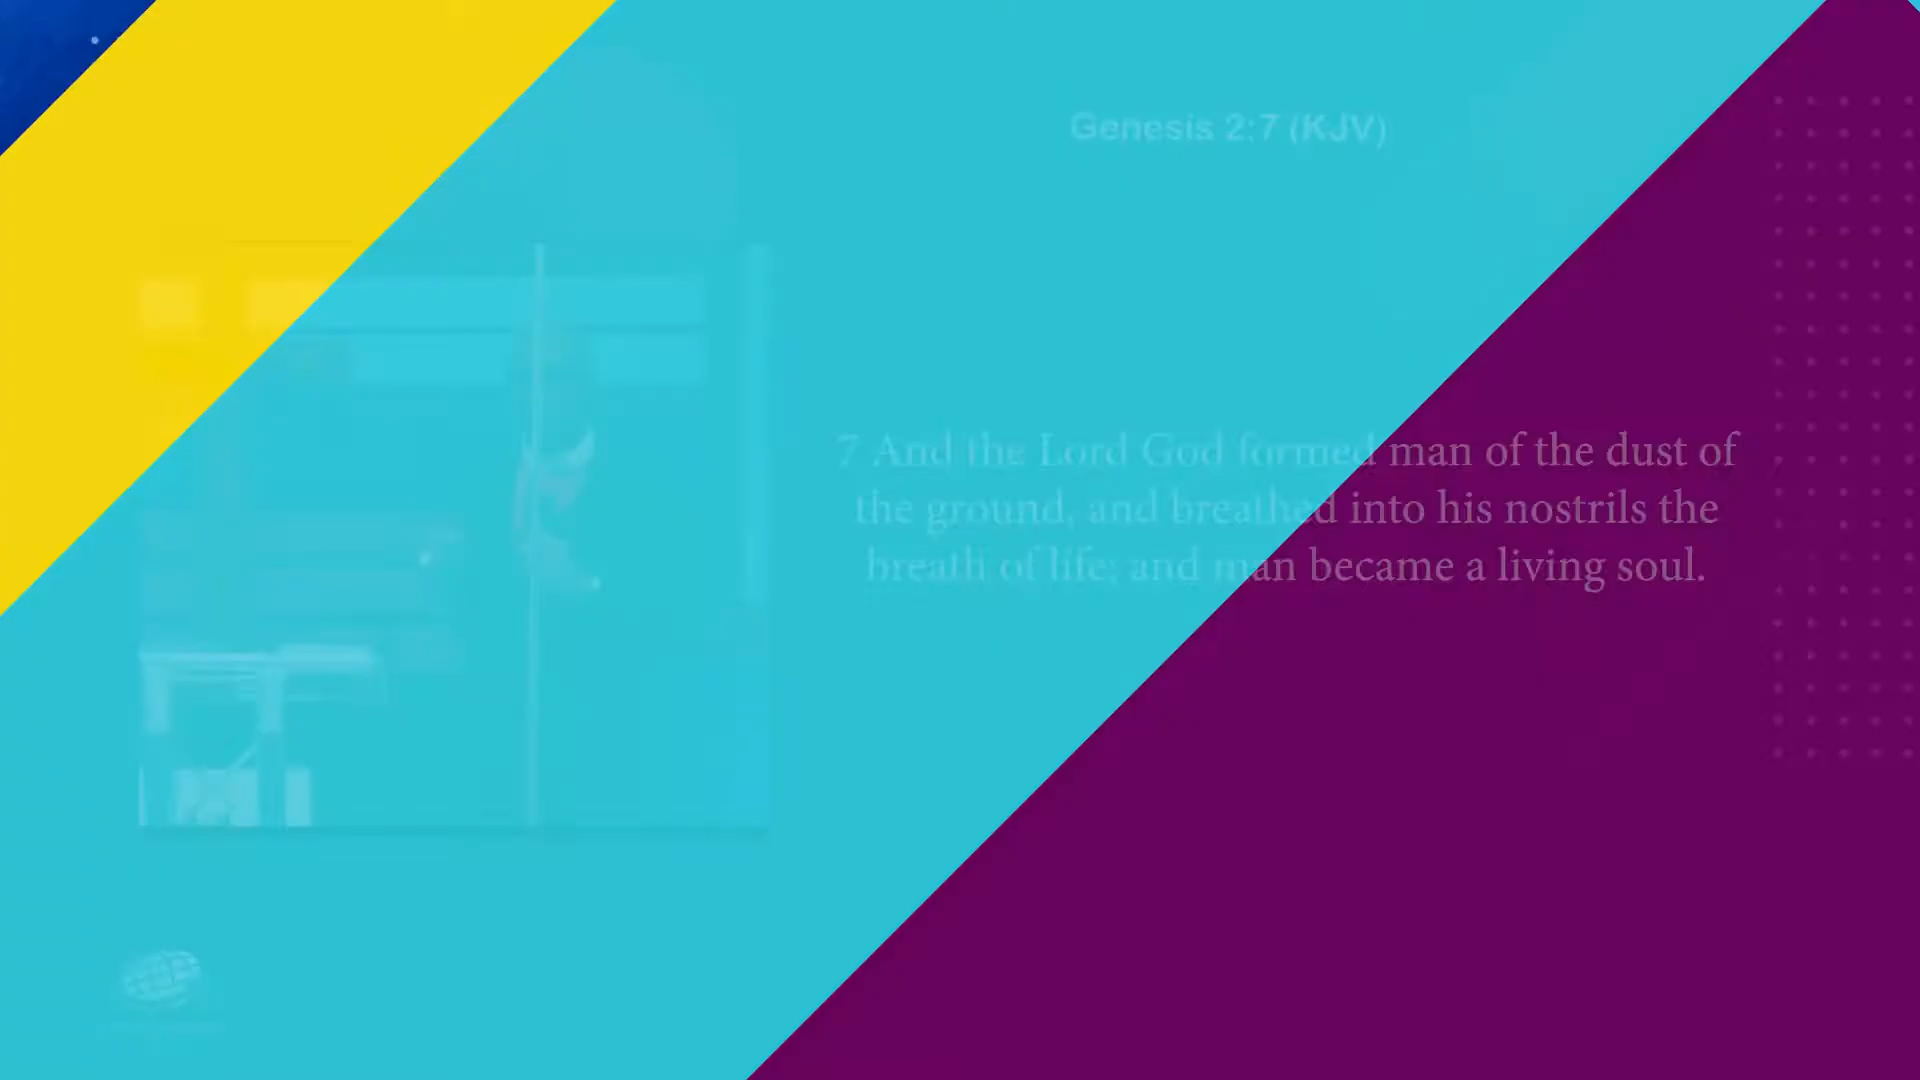 Genesis 2:7 (KJV)
7 And the Lord God formed man of the dust of
the ground, and breathed into his nostrils the
breath of life; and man became a living soul.